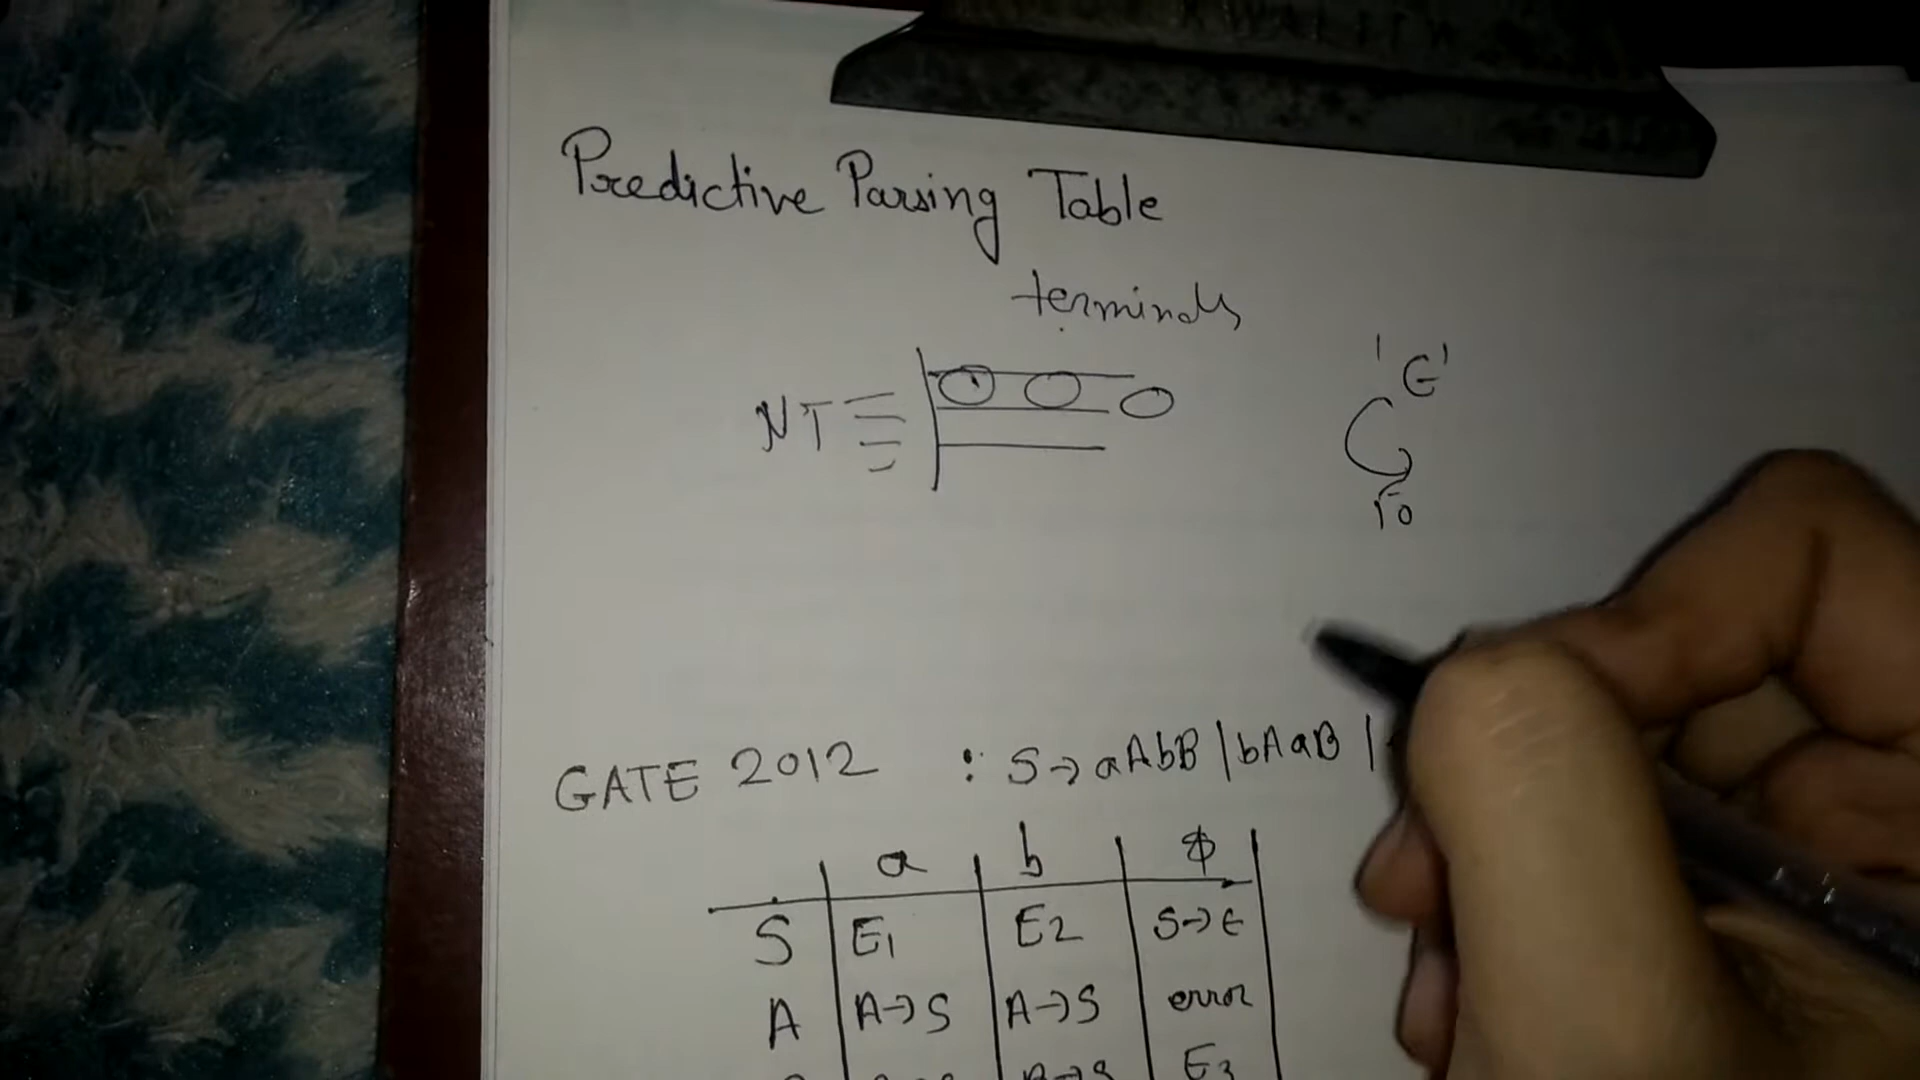 Predictive Parsing Table
terminals
NT
'ϵ'
GATE 2012 : S→aAbB | bAaB |
a b $
S E1 E2 S→ϵ
A A→S A→S error
B→S E3